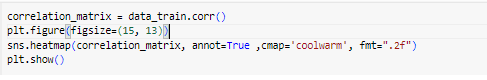 correlation_matrix = data_train.corr()
plt.figure(figsize=(15, 13))
sns.heatmap(correlation_matrix, annot=True ,cmap='coolwarm', fmt=".2f")
plt.show()